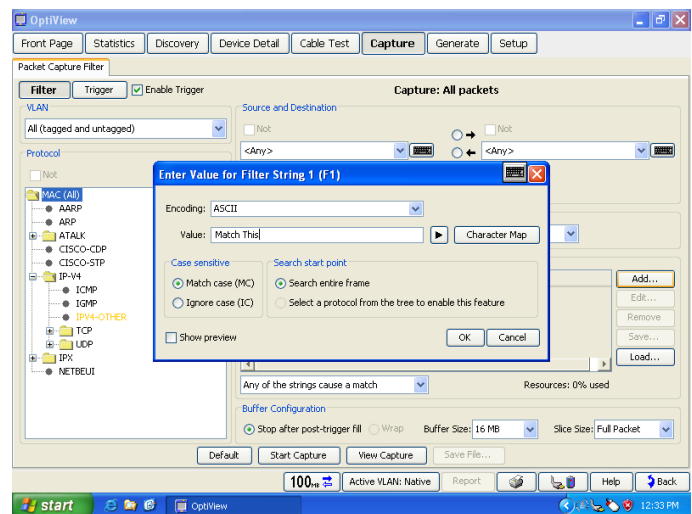 OptiView
Front Page Statistics Discovery Device Detail Cable Test Capture Generate Setup
Packet Capture Filter
Filter Trigger Enable Trigger Capture: All packets
VLAN Source and Destination
All (tagged and untagged) Not Not
<Any> <Any>
Protocol
Not
Enter Value for Filter String 1 (F1)
Encoding: ASCII
Value: Match This Character Map
Case sensitive Search start point
Match case (MC) Search entire frame
Ignore case (IC) Select a protocol from the tree to enable this feature
Show preview OK Cancel
MAC (All)
AARP
ARP
ATALK
CISCO-CDP
CISCO-STP
IP-V4
ICMP
IGMP
IPV4-OTHER
TCP
UDP
IPX
NETBEUI
Add...
Edit...
Remove
Save...
Load...
Any of the strings cause a match Resources: 0% used
Buffer Configuration
Stop after post-trigger fill Wrap Buffer Size: 16 MB Slice Size: Full Packet
Default Start Capture View Capture Save File...
100 Active VLAN: Native Report Help Back
start OptiView 12:33 PM